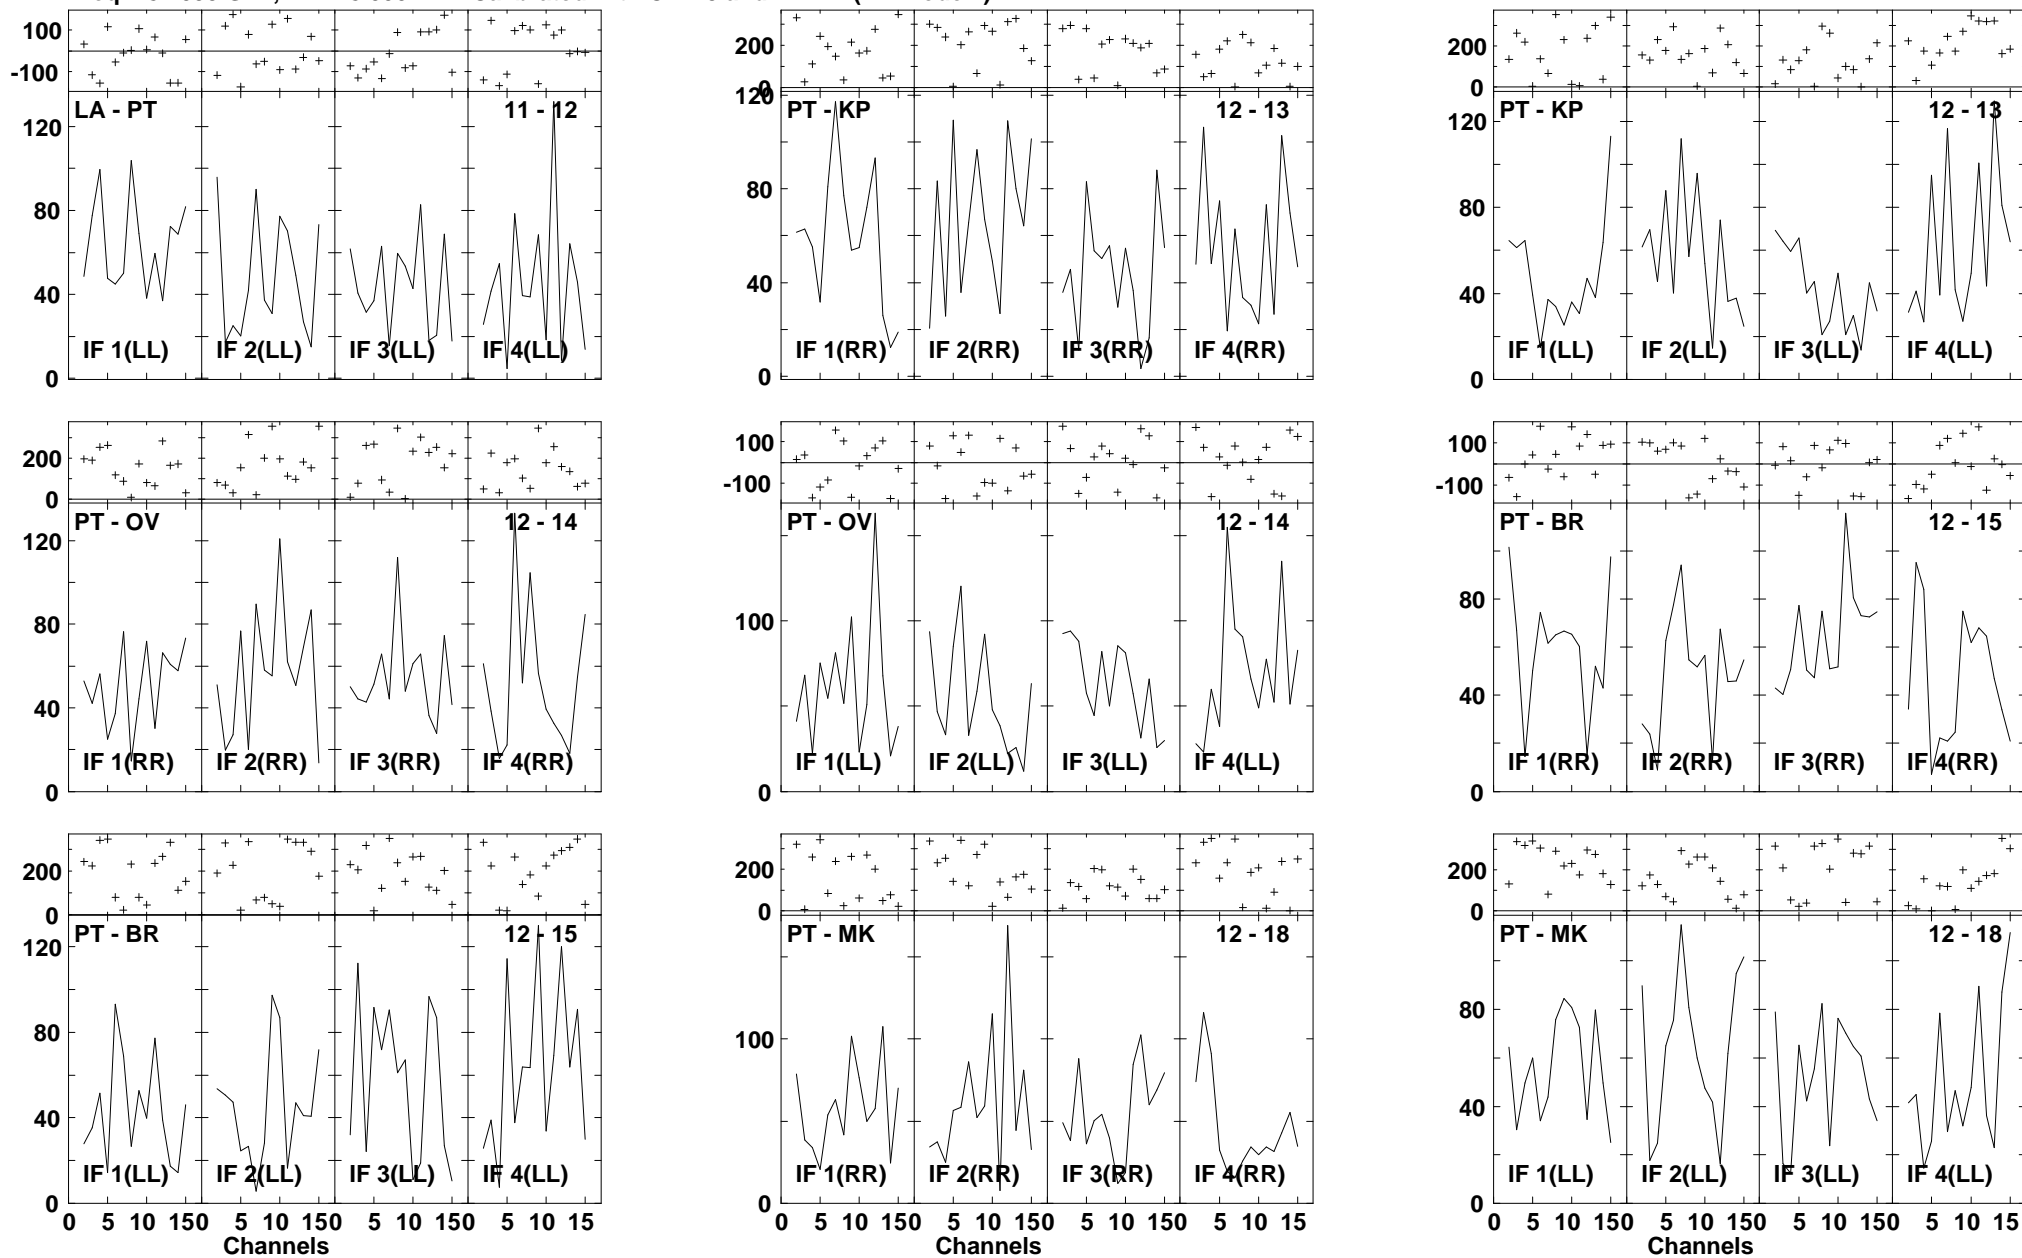 100
-100
LA - PT
11 - 12
120
80
40
0
IF 1(LL)
IF 2(LL)
IF 3(LL)
IF 4(LL)
200
0
120
PT - KP
12 - 13
80
40
0
IF 1(RR)
IF 2(RR)
IF 3(RR)
IF 4(RR)
200
0
PT - KP
12 - 13
120
80
40
0
IF 1(LL)
IF 2(LL)
IF 3(LL)
IF 4(LL)
200
0
PT - OV
12 - 14
120
80
40
0
IF 1(RR)
IF 2(RR)
IF 3(RR)
IF 4(RR)
100
-100
PT - OV
12 - 14
100
0
IF 1(LL)
IF 2(LL)
IF 3(LL)
IF 4(LL)
100
-100
PT - BR
12 - 15
80
40
0
IF 1(RR)
IF 2(RR)
IF 3(RR)
IF 4(RR)
200
0
PT - BR
12 - 15
120
80
40
0
IF 1(LL)
IF 2(LL)
IF 3(LL)
IF 4(LL)
0 5 10 15 0 5 10 15 0 5 10 15 0 5 10 15
Channels
200
0
PT - MK
12 - 18
100
0
IF 1(RR)
IF 2(RR)
IF 3(RR)
IF 4(RR)
0 5 10 15 0 5 10 15 0 5 10 15 0 5 10 15
Channels
200
0
PT - MK
12 - 18
80
40
0
IF 1(LL)
IF 2(LL)
IF 3(LL)
IF 4(LL)
0 5 10 15 0 5 10 15 0 5 10 15 0 5 10 15
Channels